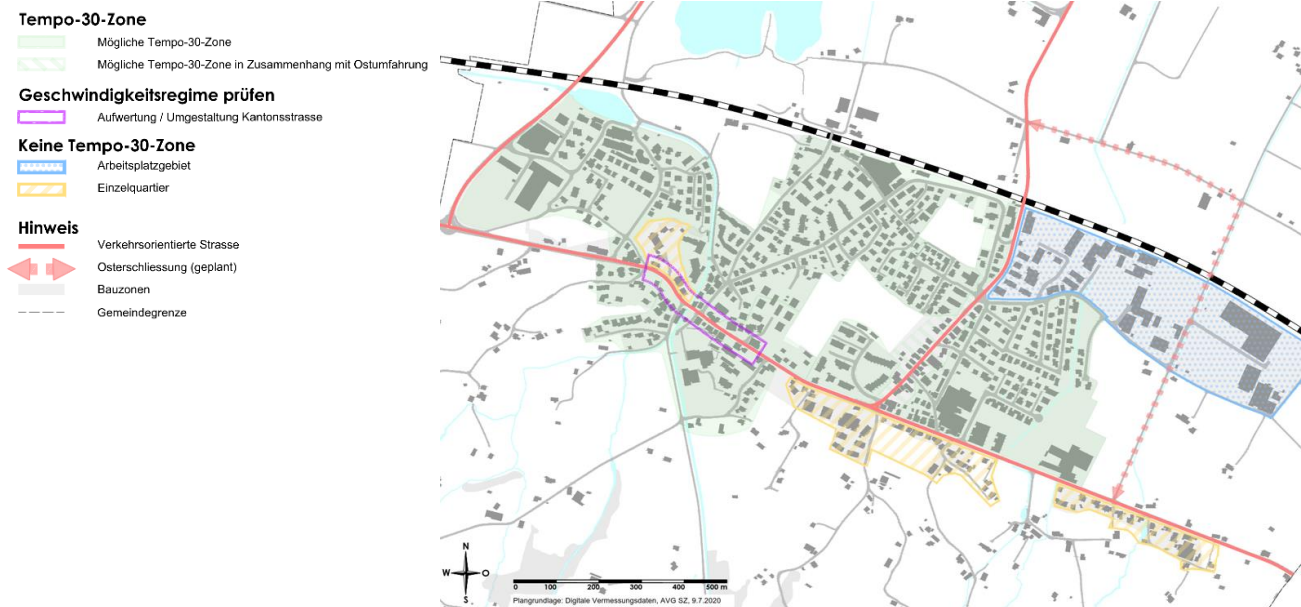 Tempo-30-Zone
Mögliche Tempo-30-Zone
Mögliche Tempo-30-Zone in Zusammenhang mit Ostumfahrung
Geschwindigkeitsregime prüfen
Aufwertung / Umgestaltung Kantonsstrasse
Keine Tempo-30-Zone
Arbeitsplatzgebiet
Einzelquartier
Hinweis
Verkehrsorientierte Strasse
Osterschliessung (geplant)
Bauzonen
Gemeindegrenze
N
W O
S
0 100 200 300 400 500 m
Plangrundlage: Digitale Vermessungsdaten, AVG SZ, 9.7.2020